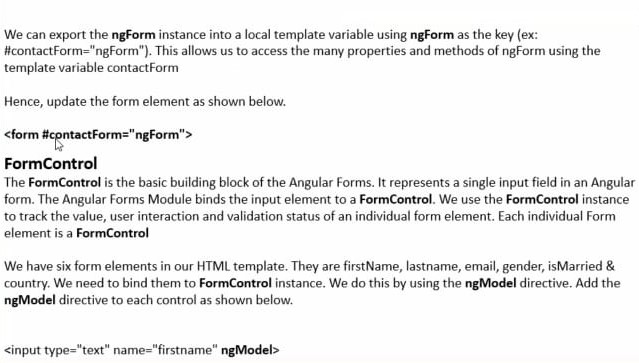 We can export the ngForm instance into a local template variable using ngForm as the key (ex:
#contactForm="ngForm"). This allows us to access the many properties and methods of ngForm using the
template variable contactForm
Hence, update the form element as shown below.
<form #contactForm="ngForm">
FormControl
The FormControl is the basic building block of the Angular Forms. It represents a single input field in an Angular
form. The Angular Forms Module binds the input element to a FormControl. We use the FormControl instance
to track the value, user interaction and validation status of an individual form element. Each individual Form
element is a FormControl
We have six form elements in our HTML template. They are firstName, lastname, email, gender, isMarried &
country. We need to bind them to FormControl instance. We do this by using the ngModel directive. Add the
ngModel directive to each control as shown below.
<input type="text" name="firstname" ngModel>